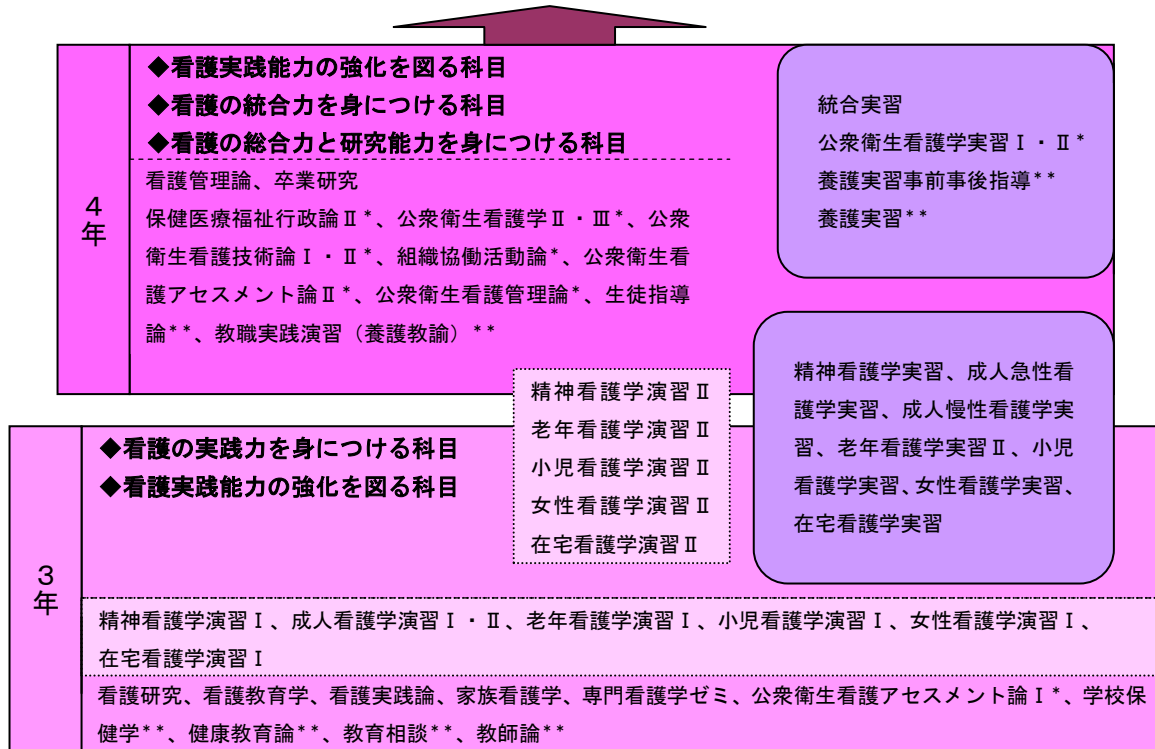 4年
◆看護実践能力の強化を図る科目
◆看護の統合力を身につける科目
◆看護の総合力と研究能力を身につける科目
看護管理論、卒業研究
保健医療福祉行政論Ⅱ*、公衆衛生看護学Ⅱ・Ⅲ*、公衆
衛生看護技術論Ⅰ・Ⅱ*、組織協働活動論*、公衆衛生看
護アセスメント論Ⅱ*、公衆衛生看護管理論*、生徒指導
論**、教職実践演習（養護教諭）**
統合実習
公衆衛生看護学実習Ⅰ・Ⅱ*
養護実習事前事後指導**
養護実習**
精神看護学演習Ⅱ
老年看護学演習Ⅱ
小児看護学演習Ⅱ
女性看護学演習Ⅱ
在宅看護学演習Ⅱ
精神看護学実習、成人急性看
護学実習、成人慢性看護学実
習、老年看護学実習Ⅱ、小児
看護学実習、女性看護学実習、
在宅看護学実習
3年
◆看護の実践力を身につける科目
◆看護実践能力の強化を図る科目
精神看護学演習Ⅰ、成人看護学演習Ⅰ・Ⅱ、老年看護学演習Ⅰ、小児看護学演習Ⅰ、女性看護学演習Ⅰ、
在宅看護学演習Ⅰ
看護研究、看護教育学、看護実践論、家族看護学、専門看護学ゼミ、公衆衛生看護アセスメント論Ⅰ*、学校保
健学**、健康教育論**、教育相談**、教師論**